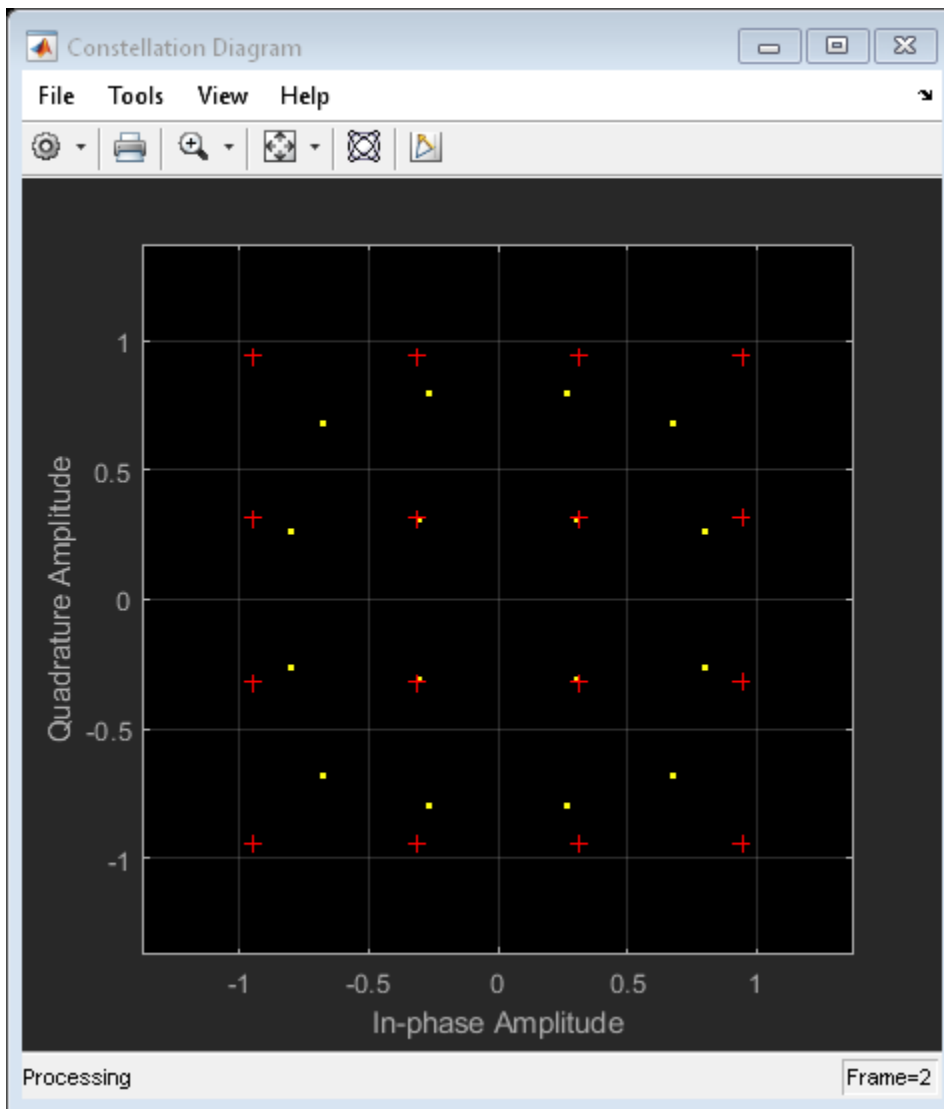 Constellation Diagram
File Tools View Help
1
0.5
0
-0.5
-1
Quadrature Amplitude
-1 -0.5 0 0.5 1
In-phase Amplitude
Processing Frame=2